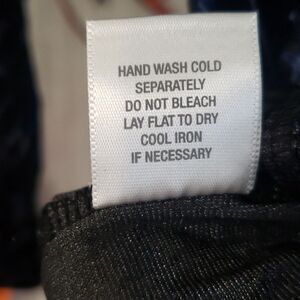 HAND WASH COLD
SEPARATELY
DO NOT BLEACH
LAY FLAT TO DRY
COOL IRON
IF NECESSARY